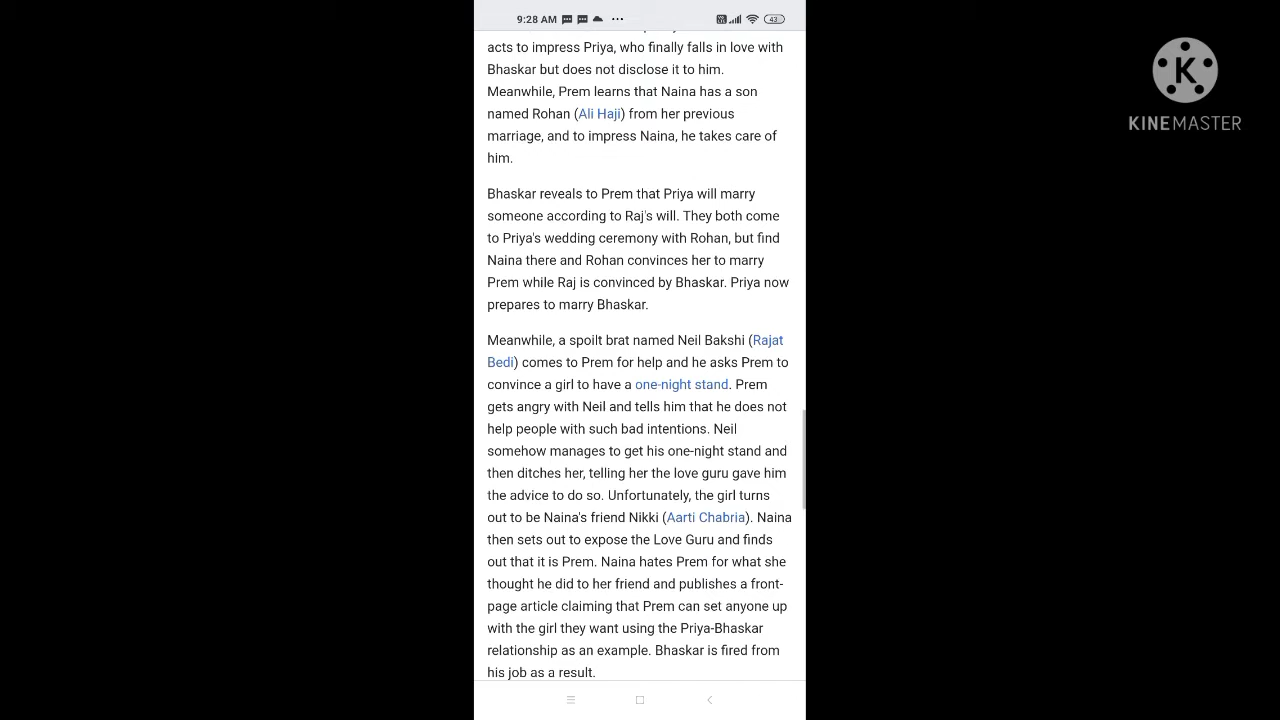 9:28 AM
43
acts to impress Priya, who finally falls in love with
Bhaskar but does not disclose it to him.
Meanwhile, Prem learns that Naina has a son
named Rohan (Ali Haji) from her previous
marriage, and to impress Naina, he takes care of
him.
Bhaskar reveals to Prem that Priya will marry
someone according to Raj's will. They both come
to Priya's wedding ceremony with Rohan, but find
Naina there and Rohan convinces her to marry
Prem while Raj is convinced by Bhaskar. Priya now
prepares to marry Bhaskar.
Meanwhile, a spoilt brat named Neil Bakshi (Rajat
Bedi) comes to Prem for help and he asks Prem to
convince a girl to have a one-night stand. Prem
gets angry with Neil and tells him that he does not
help people with such bad intentions. Neil
somehow manages to get his one-night stand and
then ditches her, telling her the love guru gave him
the advice to do so. Unfortunately, the girl turns
out to be Naina's friend Nikki (Aarti Chabria). Naina
then sets out to expose the Love Guru and finds
out that it is Prem. Naina hates Prem for what she
thought he did to her friend and publishes a front-
page article claiming that Prem can set anyone up
with the girl they want using the Priya-Bhaskar
relationship as an example. Bhaskar is fired from
his job as a result.
K
KINEMASTER